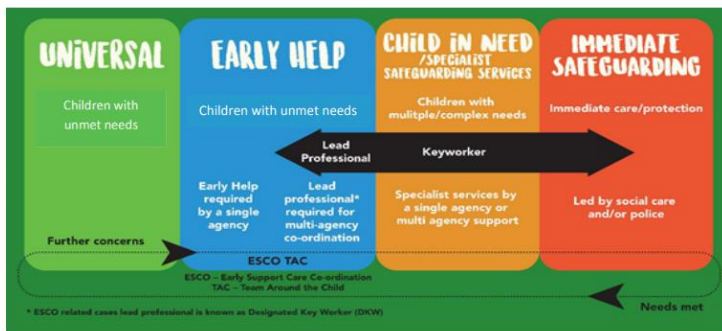 UNIVERSAL
Children with
unmet needs
EARLY HELP
Children with unmet needs
CHILD IN NEED
/SPECIALIST
SAFEGUARDING SERVICES
Children with
mulitple/complex needs
IMMEDIATE
SAFEGUARDING
Immediate care/protection
Lead
Professional
Keyworker
Early Help
required
by a single
agency
Lead
professional*
required for
multi-agency
co-ordination
Specialist services by
a single agency or
multi agency support
Led by social care
and/or police
Further concerns
ESCO TAC
ESCO – Early Support Care Co-ordination
TAC – Team Around the Child
Needs met
* ESCO related cases lead professional is known as Designated Key Worker (DKW)